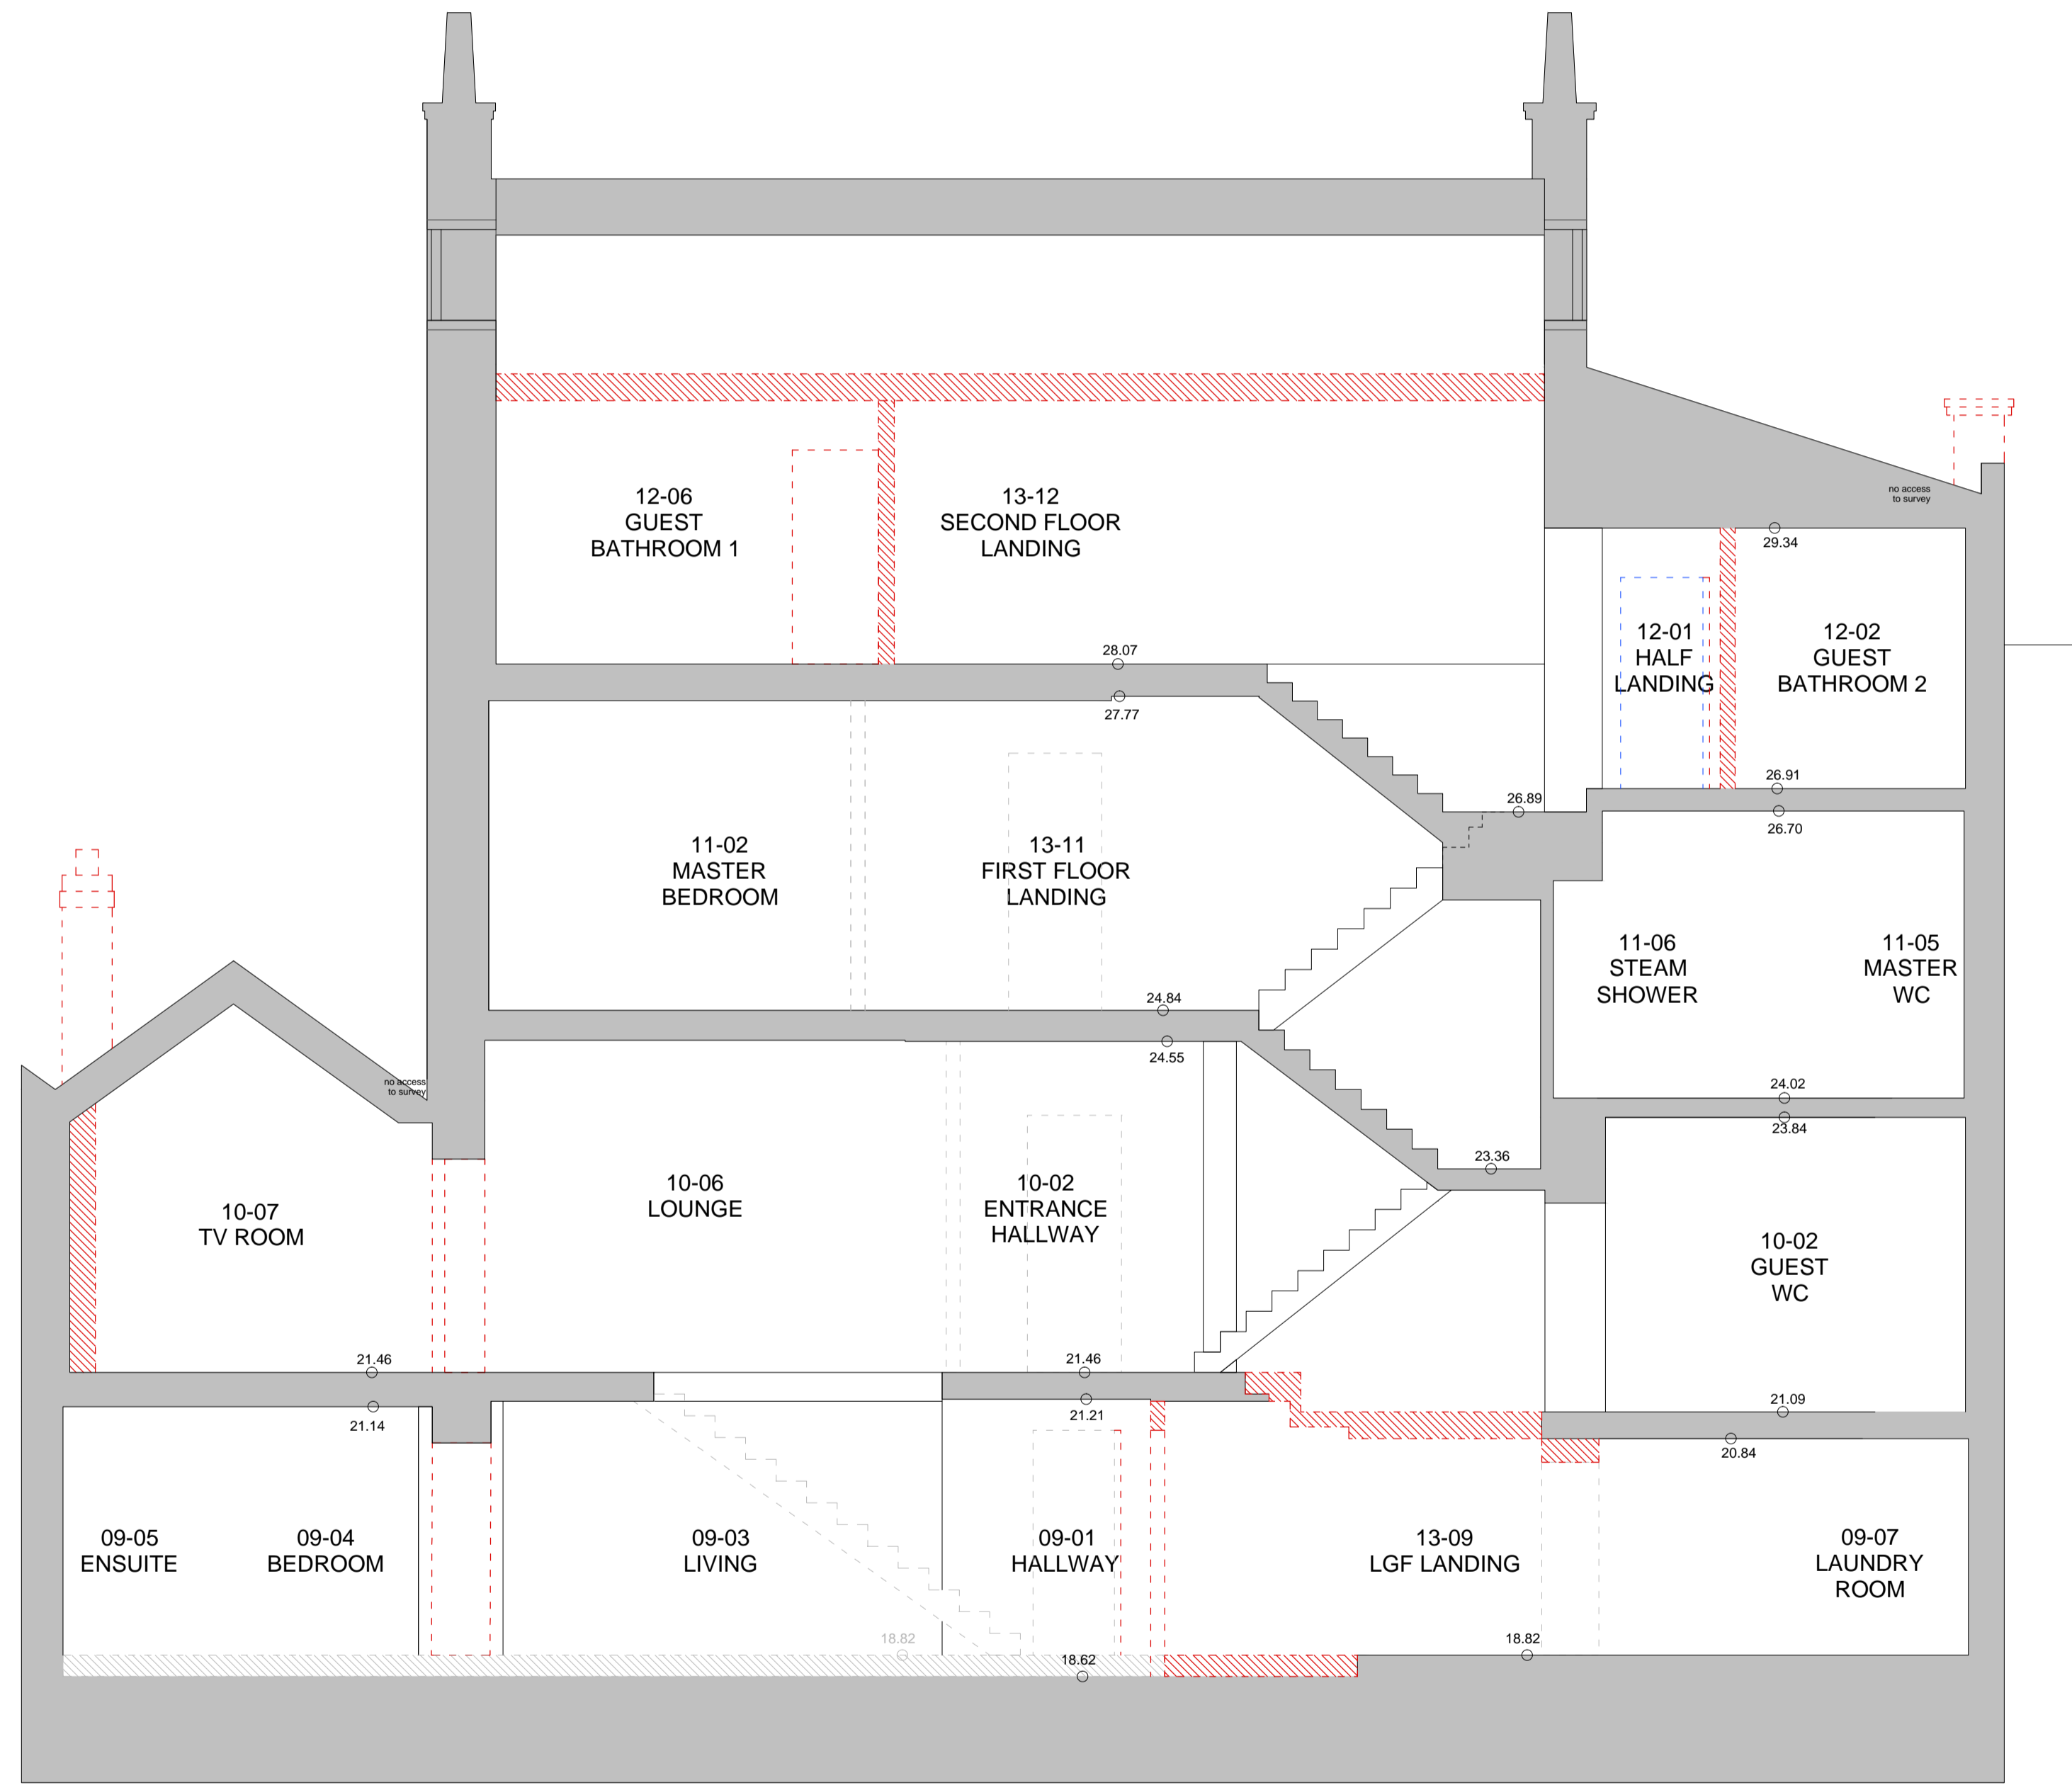 12-06
GUEST
BATHROOM 1
13-12
SECOND FLOOR
LANDING
no access
to survey
29.34
12-01
HALF
LANDING
12-02
GUEST
BATHROOM 2
28.07
27.77
26.91
26.89
26.70
11-02
MASTER
BEDROOM
13-11
FIRST FLOOR
LANDING
11-06
STEAM
SHOWER
11-05
MASTER
WC
24.84
24.55
no access
to survey
24.02
23.84
23.36
10-07
TV ROOM
10-06
LOUNGE
10-02
ENTRANCE
HALLWAY
10-02
GUEST
WC
21.46
21.46
21.14
21.21
21.09
20.84
09-05
ENSUITE
09-04
BEDROOM
09-03
LIVING
09-01
HALLWAY
13-09
LGF LANDING
09-07
LAUNDRY
ROOM
18.82
18.62
18.82